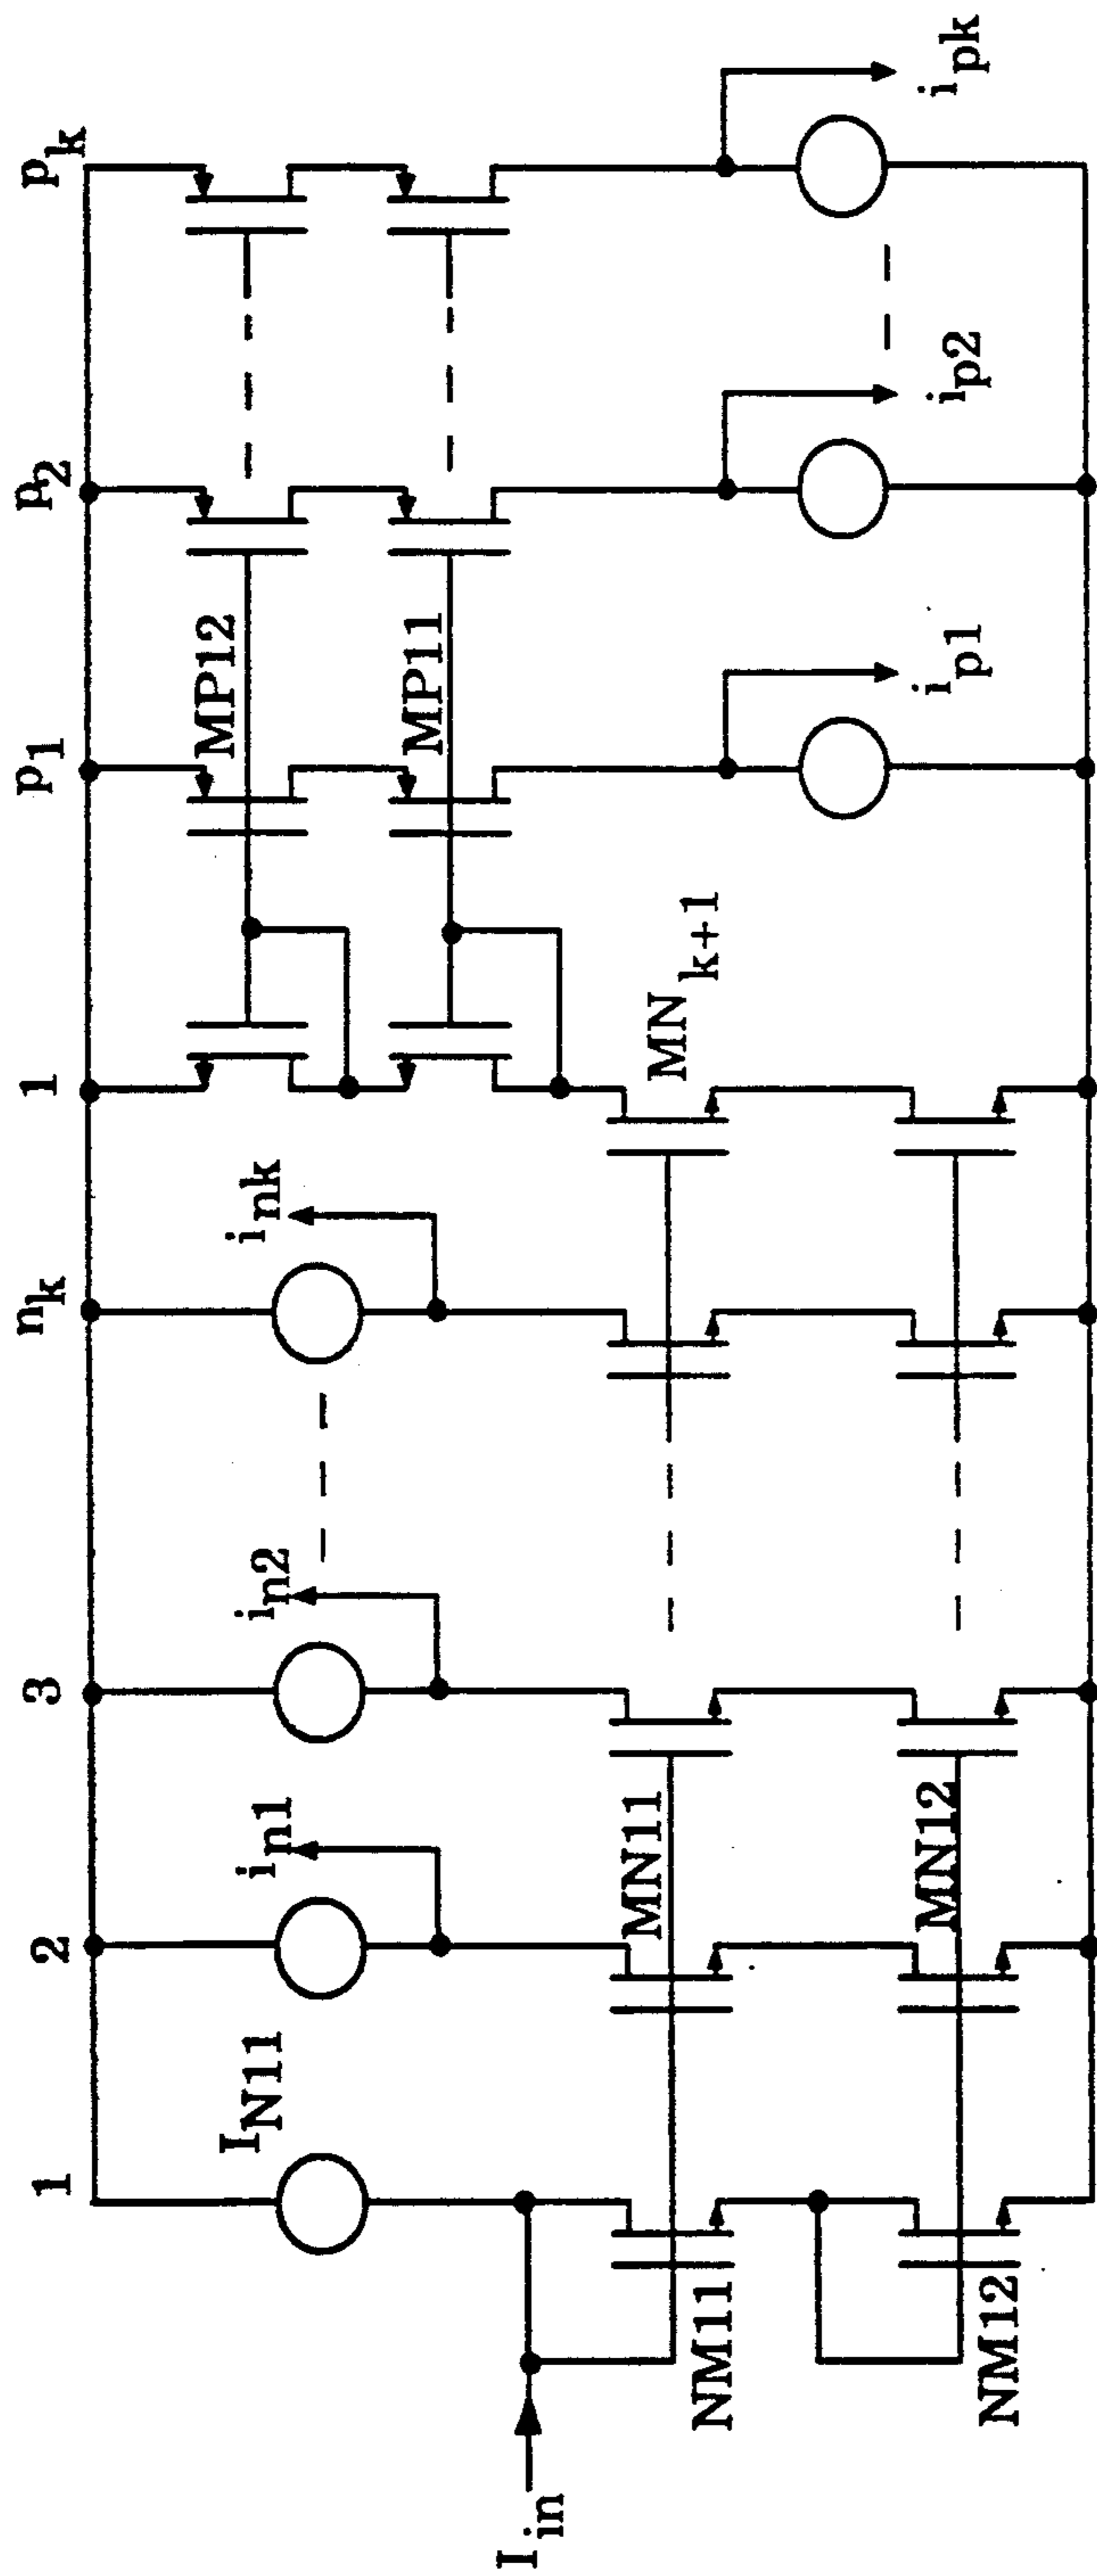 1 2 3 nk 1 p1 p2 pk
IN11
in1
in2
ink
MP12
MP11
Iin
NM11
MN11
MNk+1
NM12
MN12
ip1
ip2
ipk